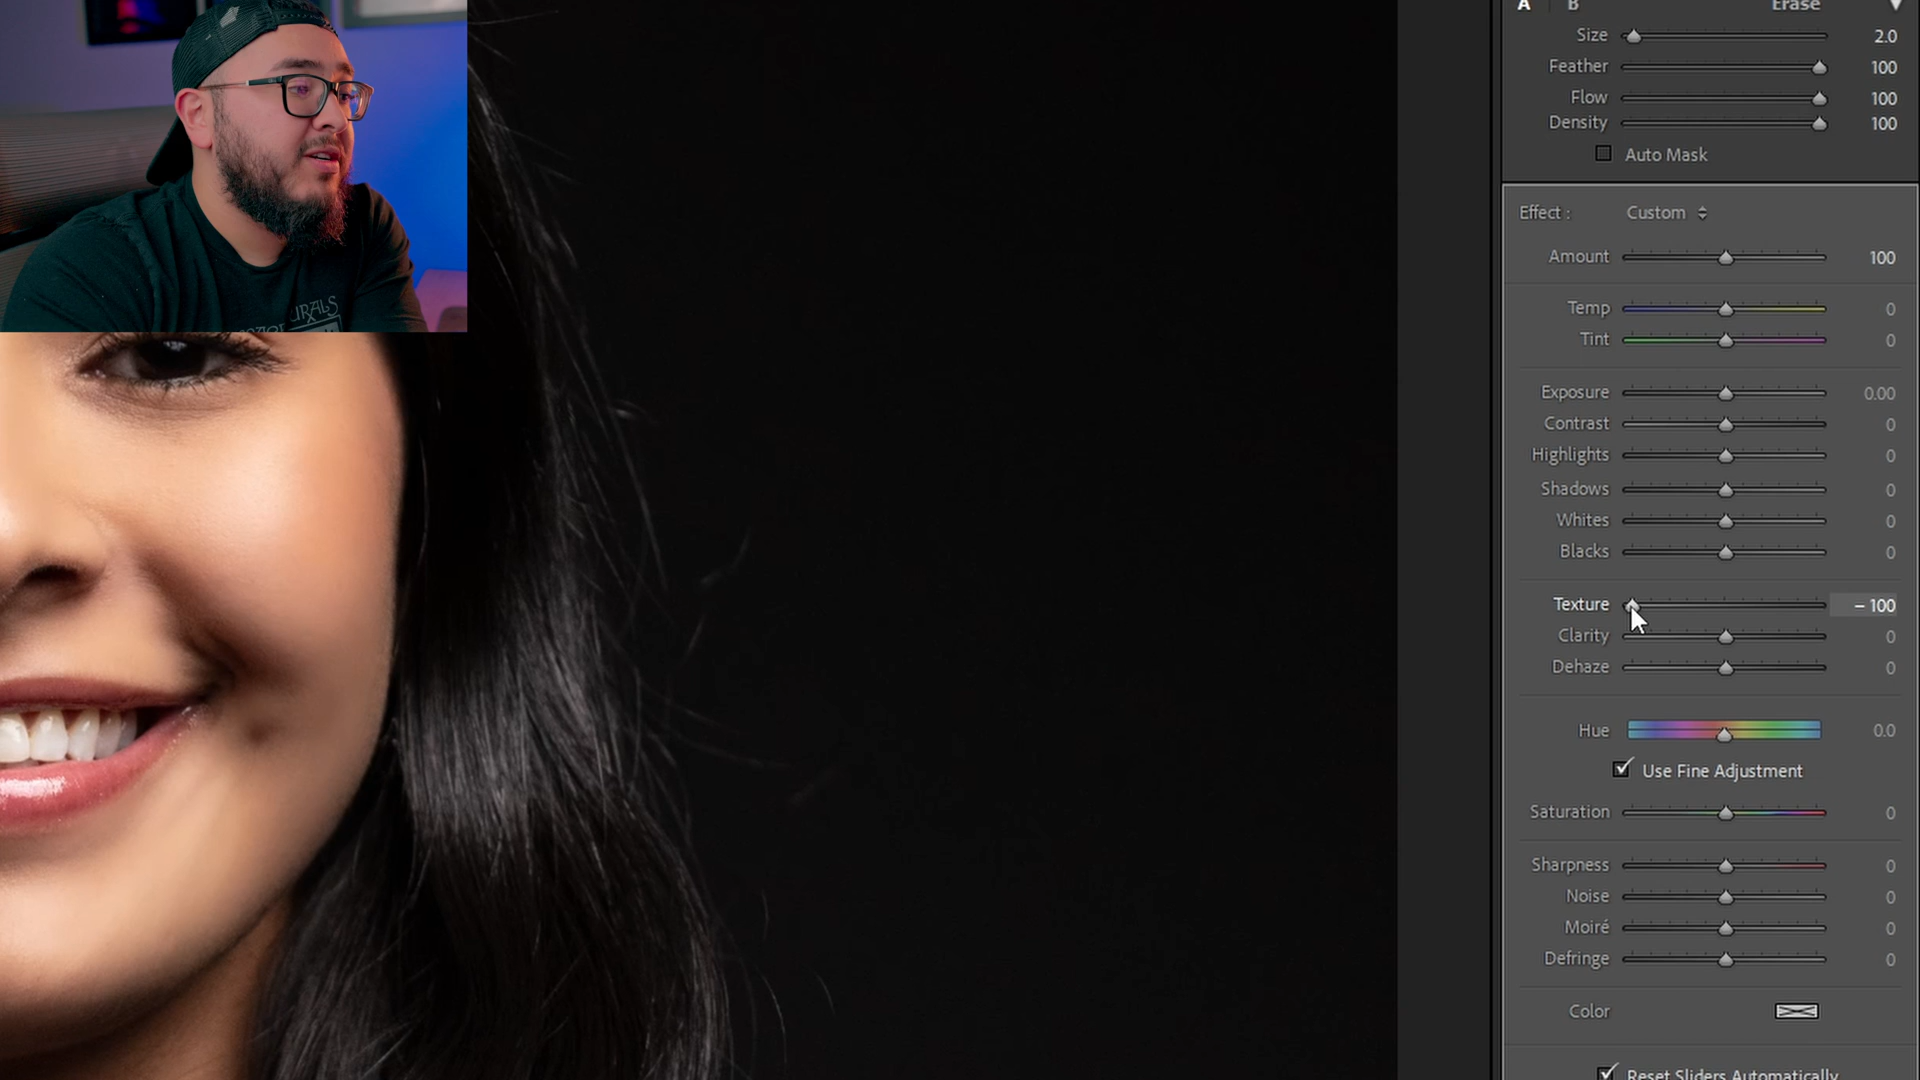 A B Erase
Size 2.0
Feather 100
Flow 100
Density 100
Auto Mask
Effect : Custom
Amount 100
Temp 0
Tint 0
Exposure 0.00
Contrast 0
Highlights 0
Shadows 0
Whites 0
Blacks 0
Texture – 100
Clarity 0
Dehaze 0
Hue 0.0
Use Fine Adjustment
Saturation 0
Sharpness 0
Noise 0
Moiré 0
Defringe 0
Color
Reset Sliders Automatically